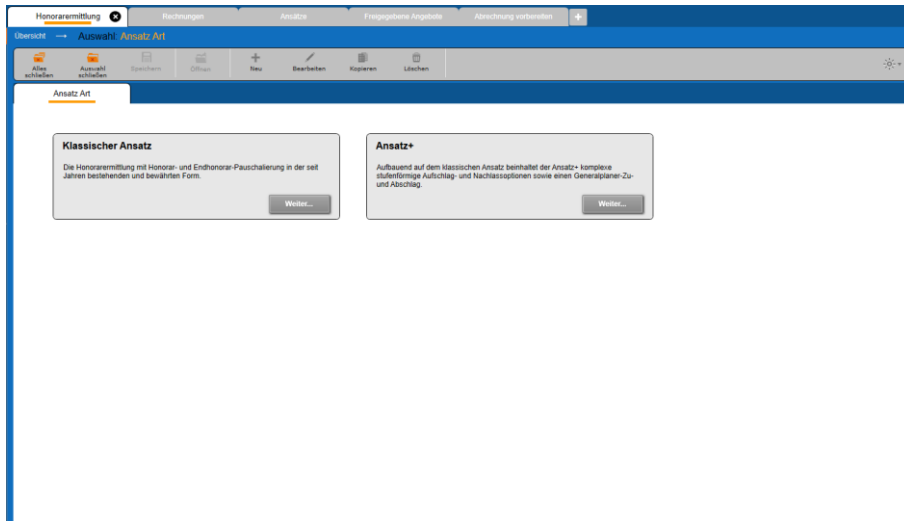 Honorarermittlung
Rechnungen
Ansätze
Freigegebene Angebote
Abrechnung vorbereiten
Übersicht → Auswahl: Ansatz Art
Alles schließen
Auswahl schließen
Speichern
Öffnen
Neu
Bearbeiten
Kopieren
Löschen
Ansatz Art
Klassischer Ansatz
Die Honorarermittlung mit Honorar- und Endhonorar-Pauschalierung in der seit
Jahren bestehenden und bewährten Form.
Weiter...
Ansatz+
Aufbauend auf dem klassischen Ansatz beinhaltet der Ansatz+ komplexe
stufenförmige Aufschlag- und Nachlassoptionen sowie einen Generalplaner-Zu-
und Abschlag.
Weiter...